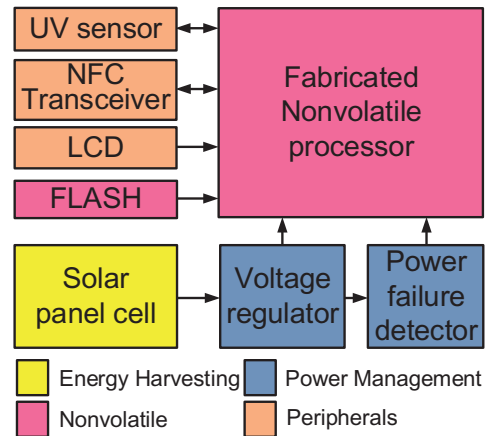 UV sensor
NFC
Transceiver
LCD
FLASH
Fabricated
Nonvolatile
processor
Solar
panel cell
Voltage
regulator
Power
failure
detector
Energy Harvesting
Power Management
Nonvolatile
Peripherals